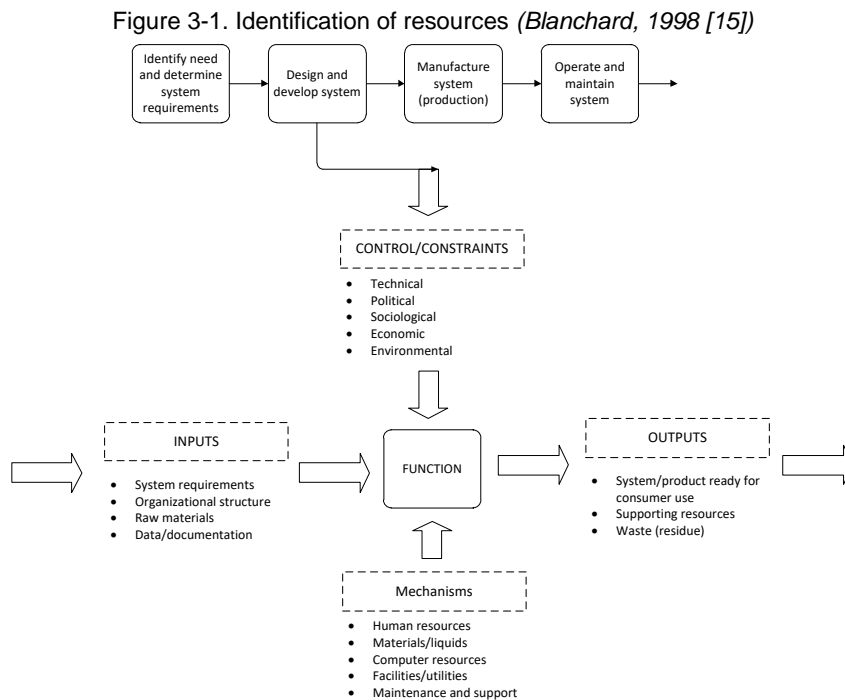 Figure 3-1. Identification of resources (Blanchard, 1998 [15])
Identify need
and determine
system
requirements
Design and
develop system
Manufacture
system
(production)
Operate and
maintain
system
CONTROL/CONSTRAINTS
• Technical
• Political
• Sociological
• Economic
• Environmental
INPUTS
• System requirements
• Organizational structure
• Raw materials
• Data/documentation
FUNCTION
OUTPUTS
• System/product ready for
consumer use
• Supporting resources
• Waste (residue)
Mechanisms
• Human resources
• Materials/liquids
• Computer resources
• Facilities/utilities
• Maintenance and support